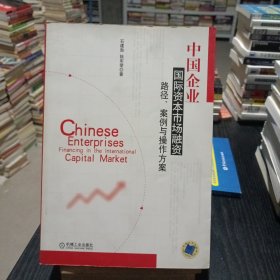 中国企业
国际资本市场融资
路径、案例与操作方案
Chinese
Enterprises
Financing in the International
Capital Market
机械工业出版社